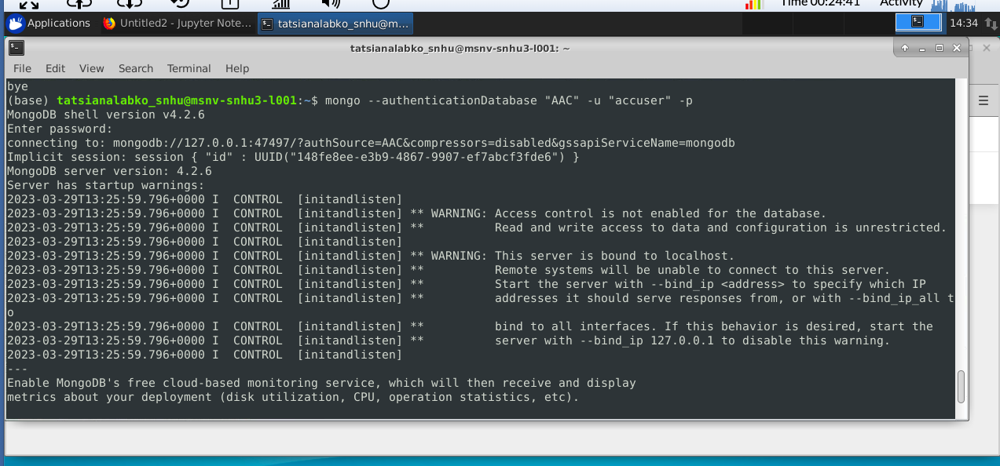 Time 00:24:41 Activity
Applications Untitled2 - Jupyter Note... tatsianalabko_snhu@m... 14:34
tatsianalabko_snhu@msnv-snhu3-l001: ~
File Edit View Search Terminal Help
bye
(base) tatsianalabko_snhu@msnv-snhu3-l001:~$ mongo --authenticationDatabase "AAC" -u "accuser" -p
MongoDB shell version v4.2.6
Enter password:
connecting to: mongodb://127.0.0.1:47497/?authSource=AAC&compressors=disabled&gssapiServiceName=mongodb
Implicit session: session { "id" : UUID("148fe8ee-e3b9-4867-9907-ef7abcf3fde6") }
MongoDB server version: 4.2.6
Server has startup warnings:
2023-03-29T13:25:59.796+0000 I  CONTROL  [initandlisten]
2023-03-29T13:25:59.796+0000 I  CONTROL  [initandlisten] ** WARNING: Access control is not enabled for the database.
2023-03-29T13:25:59.796+0000 I  CONTROL  [initandlisten] **          Read and write access to data and configuration is unrestricted.
2023-03-29T13:25:59.796+0000 I  CONTROL  [initandlisten]
2023-03-29T13:25:59.796+0000 I  CONTROL  [initandlisten] ** WARNING: This server is bound to localhost.
2023-03-29T13:25:59.796+0000 I  CONTROL  [initandlisten] **          Remote systems will be unable to connect to this server.
2023-03-29T13:25:59.796+0000 I  CONTROL  [initandlisten] **          Start the server with --bind_ip <address> to specify which IP
2023-03-29T13:25:59.796+0000 I  CONTROL  [initandlisten] **          addresses it should serve responses from, or with --bind_ip_all t
o
2023-03-29T13:25:59.796+0000 I  CONTROL  [initandlisten] **          bind to all interfaces. If this behavior is desired, start the
2023-03-29T13:25:59.796+0000 I  CONTROL  [initandlisten] **          server with --bind_ip 127.0.0.1 to disable this warning.
2023-03-29T13:25:59.796+0000 I  CONTROL  [initandlisten]
---
Enable MongoDB's free cloud-based monitoring service, which will then receive and display
metrics about your deployment (disk utilization, CPU, operation statistics, etc).